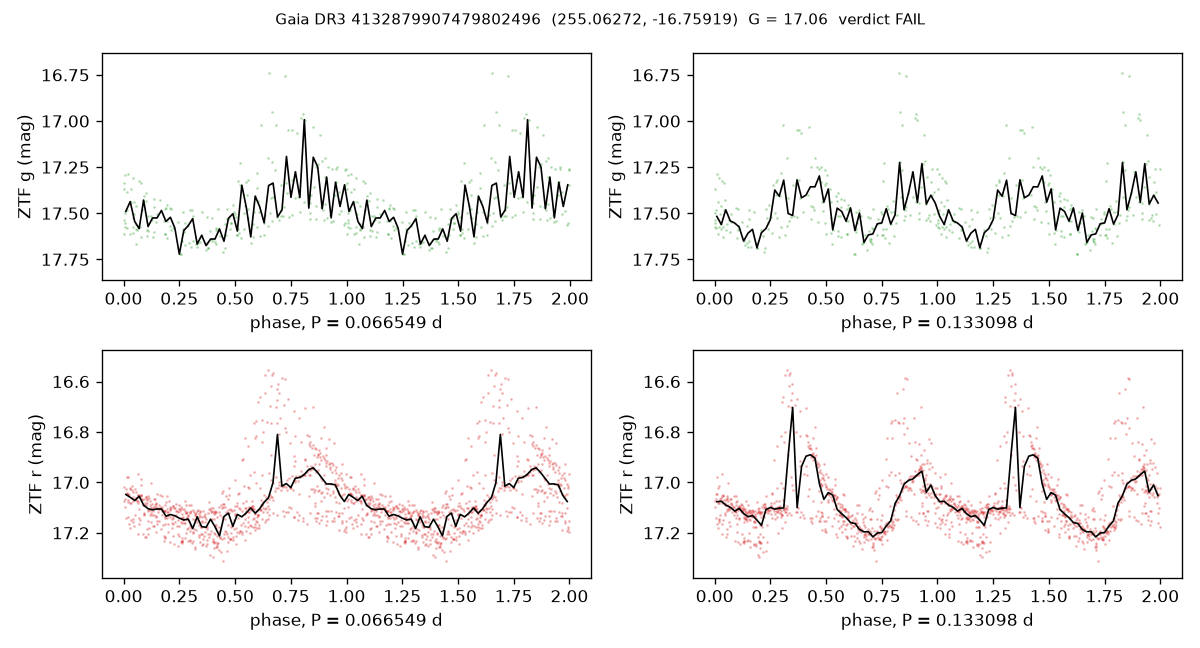 Gaia DR3 4132879907479802496 (255.06272, -16.75919) G = 17.06 verdict FAIL
ZTF g (mag)
16.75
17.00
17.25
17.50
17.75
0.00 0.25 0.50 0.75 1.00 1.25 1.50 1.75 2.00
phase, P = 0.066549 d
ZTF g (mag)
16.75
17.00
17.25
17.50
17.75
0.00 0.25 0.50 0.75 1.00 1.25 1.50 1.75 2.00
phase, P = 0.133098 d
ZTF r (mag)
16.6
16.8
17.0
17.2
0.00 0.25 0.50 0.75 1.00 1.25 1.50 1.75 2.00
phase, P = 0.066549 d
ZTF r (mag)
16.6
16.8
17.0
17.2
0.00 0.25 0.50 0.75 1.00 1.25 1.50 1.75 2.00
phase, P = 0.133098 d